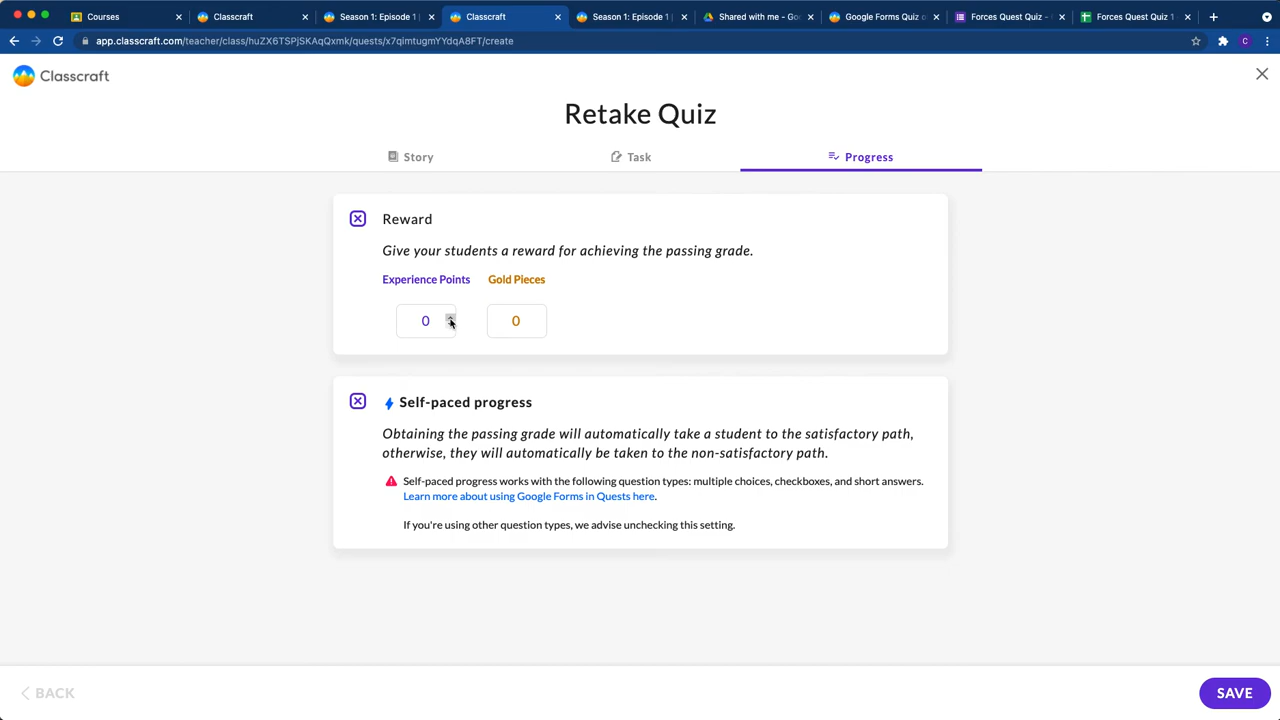 Courses
Classcraft
Season 1: Episode 1
Classcraft
Season 1: Episode 1
Shared with me - Go
Google Forms Quiz o
Forces Quest Quiz -
Forces Quest Quiz 1
app.classcraft.com/teacher/class/huZX6TSPjSKAqQxmk/quests/x7qimtugmYYdqA8FT/create
C
Classcraft
Retake Quiz
Story
Task
Progress
Reward
Give your students a reward for achieving the passing grade.
Experience Points Gold Pieces
0 0
Self-paced progress
Obtaining the passing grade will automatically take a student to the satisfactory path,
otherwise, they will automatically be taken to the non-satisfactory path.
Self-paced progress works with the following question types: multiple choices, checkboxes, and short answers.
Learn more about using Google Forms in Quests here.
If you're using other question types, we advise unchecking this setting.
BACK
SAVE